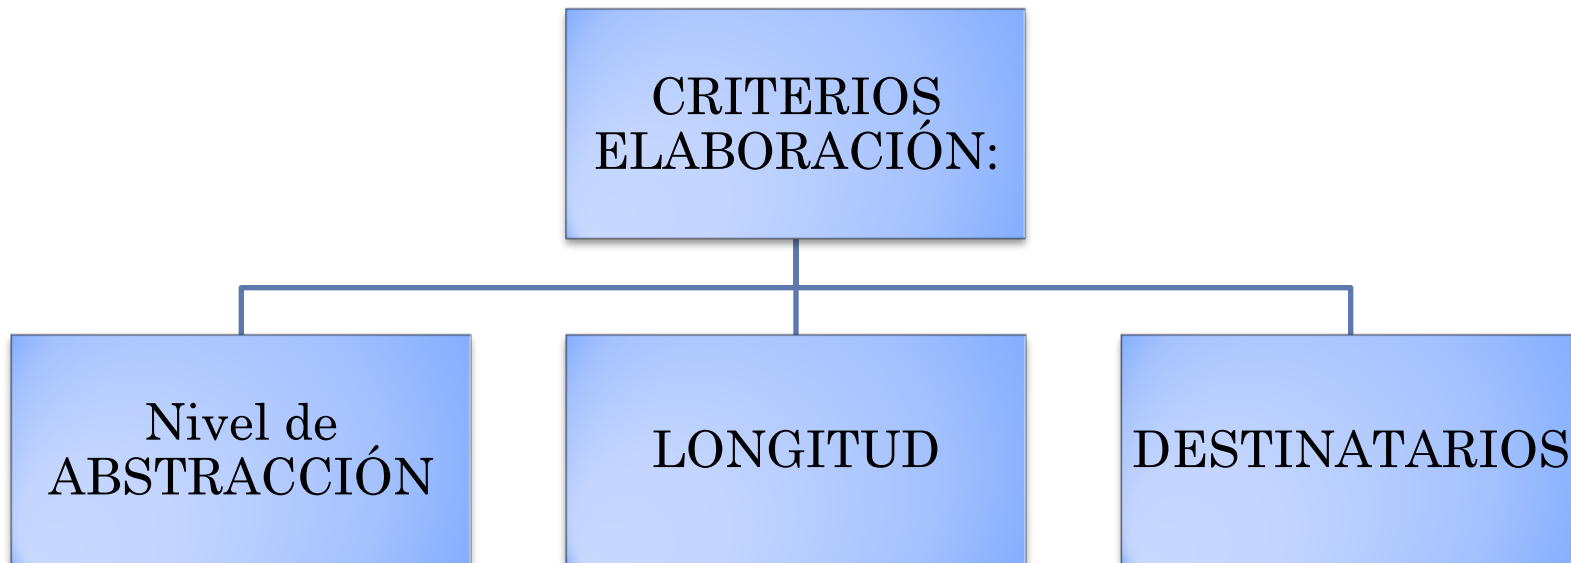 CRITERIOS
ELABORACIÓN:
Nivel de
ABSTRACCIÓN
LONGITUD
DESTINATARIOS